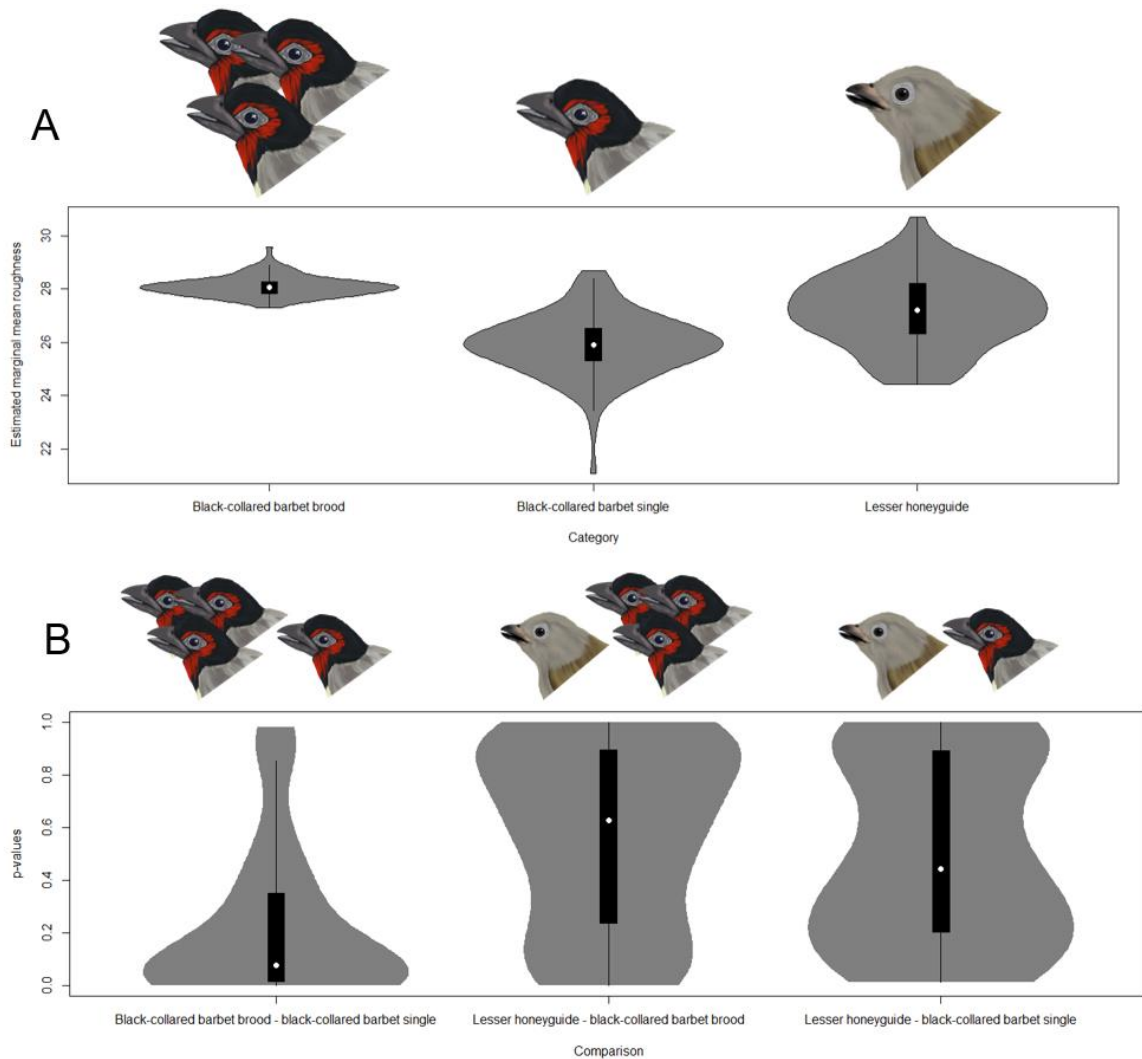 A
Estimated marginal mean roughness
30
28
26
24
22
Black-collared barbet brood
Black-collared barbet single
Lesser honeyguide
Category
B
p-values
1.0
0.8
0.6
0.4
0.2
0.0
Black-collared barbet brood - black-collared barbet single
Lesser honeyguide - black-collared barbet brood
Lesser honeyguide - black-collared barbet single
Comparison